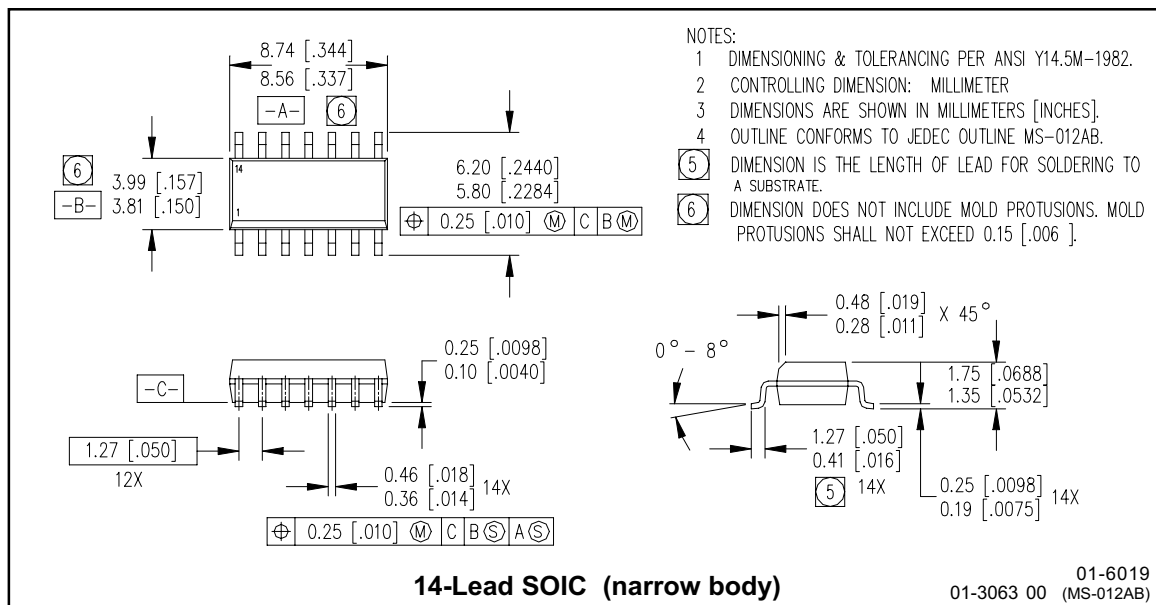 8.74 [.344]
8.56 [.337]
-A- 6
6
3.99 [.157]
-B- 3.81 [.150]
14
1
6.20 [.2440]
5.80 [.2284]
⌖ 0.25 [.010] Ⓜ C B Ⓜ
NOTES:
1 DIMENSIONING & TOLERANCING PER ANSI Y14.5M-1982.
2 CONTROLLING DIMENSION: MILLIMETER
3 DIMENSIONS ARE SHOWN IN MILLIMETERS [INCHES].
4 OUTLINE CONFORMS TO JEDEC OUTLINE MS-012AB.
5 DIMENSION IS THE LENGTH OF LEAD FOR SOLDERING TO
A SUBSTRATE.
6 DIMENSION DOES NOT INCLUDE MOLD PROTUSIONS. MOLD
PROTUSIONS SHALL NOT EXCEED 0.15 [.006 ].
-C-
0.25 [.0098]
0.10 [.0040]
1.27 [.050]
12X
0.46 [.018]
0.36 [.014] 14X
⌖ 0.25 [.010] Ⓜ C B Ⓢ A Ⓢ
0.48 [.019]
0.28 [.011] X 45°
0° - 8°
1.75 [.0688]
1.35 [.0532]
1.27 [.050]
0.41 [.016]
5 14X
0.25 [.0098]
0.19 [.0075] 14X
14-Lead SOIC (narrow body)
01-6019
01-3063 00 (MS-012AB)